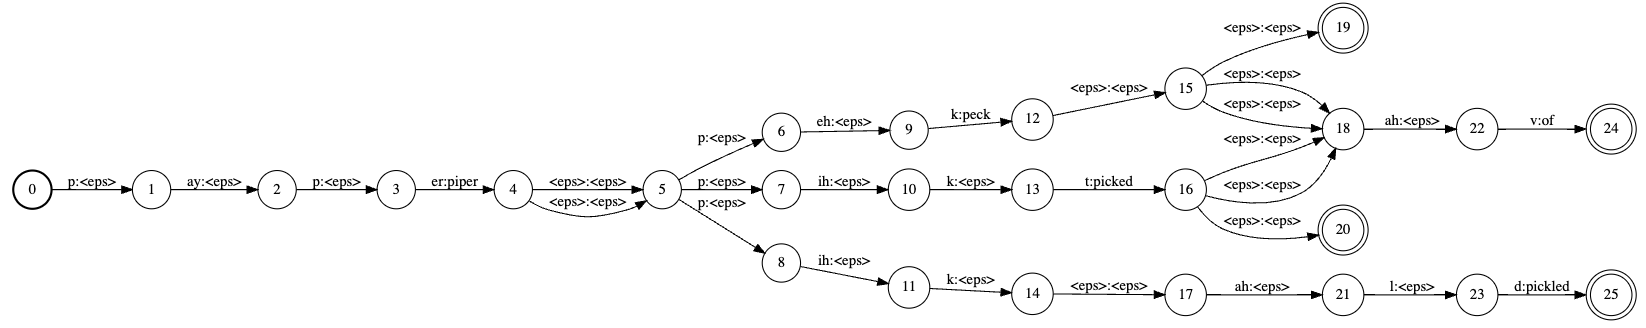 0
p:<eps>
1
ay:<eps>
2
p:<eps>
3
er:piper
4
<eps>:<eps>
<eps>:<eps>
5
p:<eps>
6
eh:<eps>
9
k:peck
12
<eps>:<eps>
15
<eps>:<eps>
19
<eps>:<eps>
<eps>:<eps>
18
ah:<eps>
22
v:of
24
p:<eps>
7
ih:<eps>
10
k:<eps>
13
t:picked
16
<eps>:<eps>
<eps>:<eps>
<eps>:<eps>
20
p:<eps>
8
ih:<eps>
11
k:<eps>
14
<eps>:<eps>
17
ah:<eps>
21
l:<eps>
23
d:pickled
25